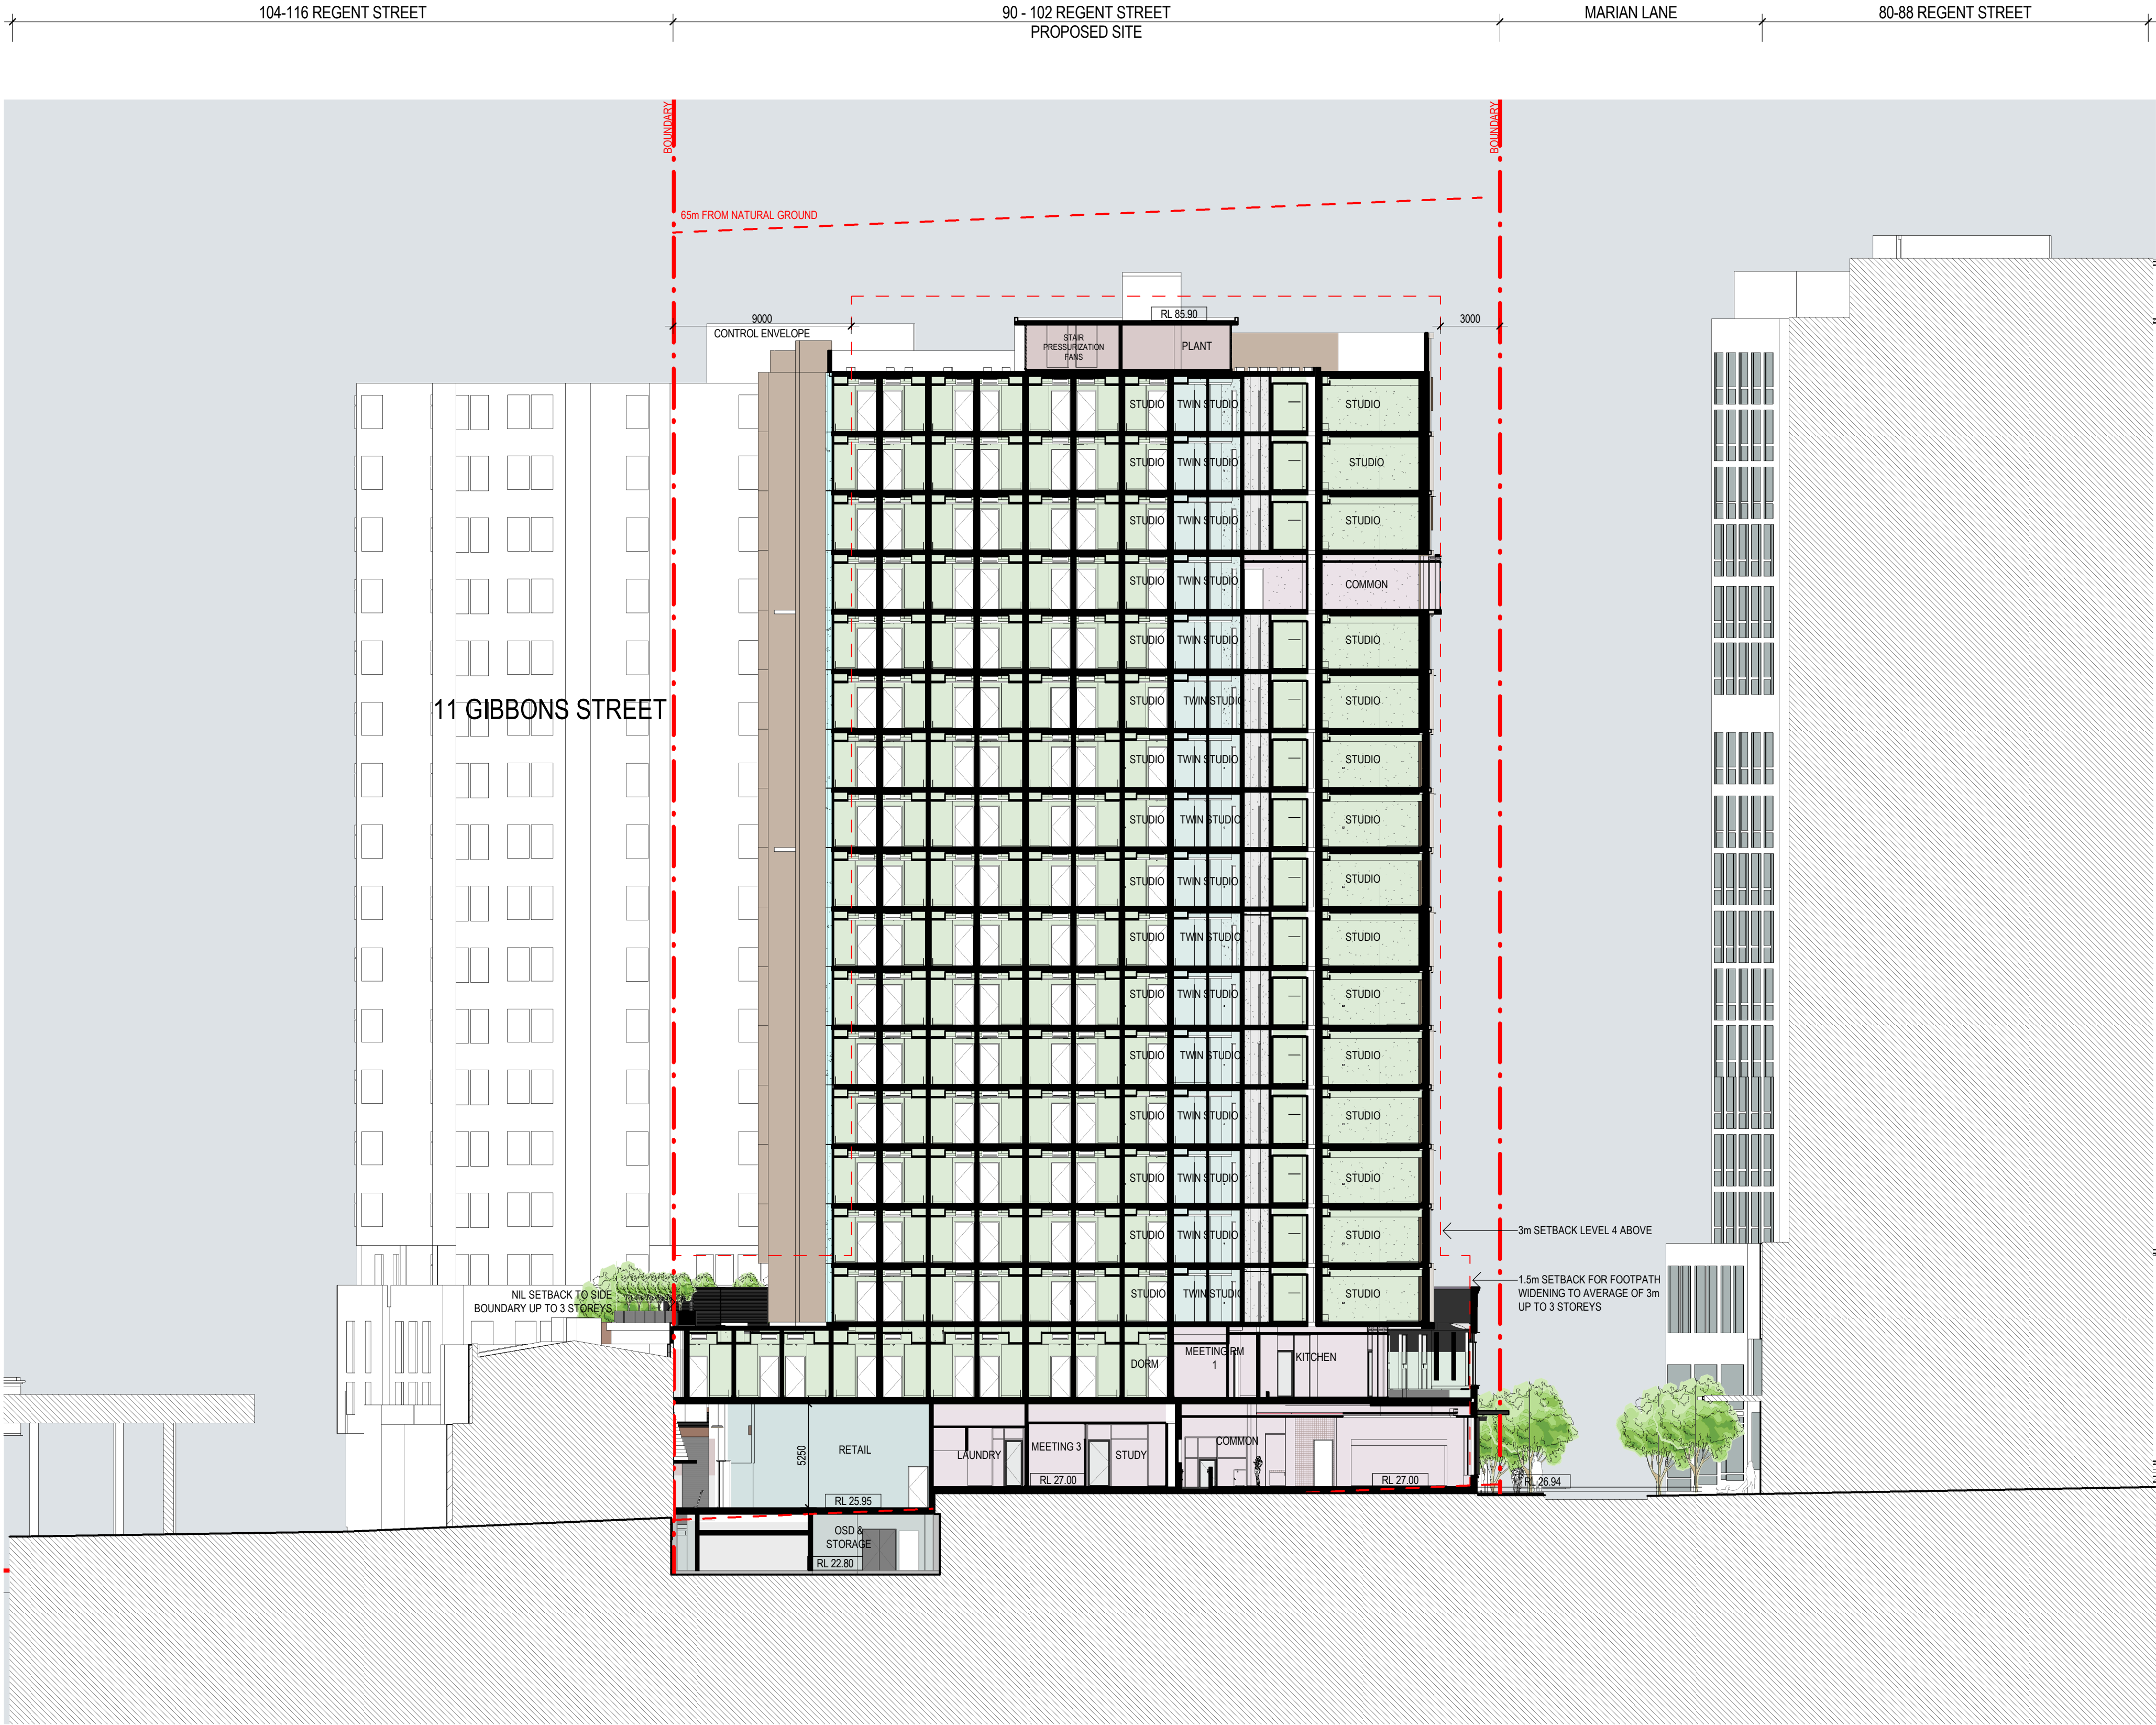 104-116 REGENT STREET
90 - 102 REGENT STREET
PROPOSED SITE
MARIAN LANE
80-88 REGENT STREET
BOUNDARY
BOUNDARY
65m FROM NATURAL GROUND
RL 85.90
9000
CONTROL ENVELOPE
3000
STAIR
PRESSURIZATION
FANS
PLANT
STUDIO TWIN STUDIO STUDIO
STUDIO TWIN STUDIO STUDIO
STUDIO TWIN STUDIO STUDIO
STUDIO TWIN STUDIO COMMON
STUDIO TWIN STUDIO STUDIO
11 GIBBONS STREET
STUDIO TWIN STUDIO STUDIO
STUDIO TWIN STUDIO STUDIO
STUDIO TWIN STUDIO STUDIO
STUDIO TWIN STUDIO STUDIO
STUDIO TWIN STUDIO STUDIO
STUDIO TWIN STUDIO STUDIO
STUDIO TWIN STUDIO STUDIO
STUDIO TWIN STUDIO STUDIO
STUDIO TWIN STUDIO STUDIO
STUDIO TWIN STUDIO STUDIO
3m SETBACK LEVEL 4 ABOVE
STUDIO TWIN STUDIO STUDIO
1.5m SETBACK FOR FOOTPATH
WIDENING TO AVERAGE OF 3m
UP TO 3 STOREYS
NIL SETBACK TO SIDE
BOUNDARY UP TO 3 STOREYS
DORM
MEETING RM
1
KITCHEN
5250
RETAIL
LAUNDRY
MEETING 3
STUDY
COMMON
RL 27.00
RL 27.00
RL 26.94
RL 25.95
OSD &
STORAGE
RL 22.80